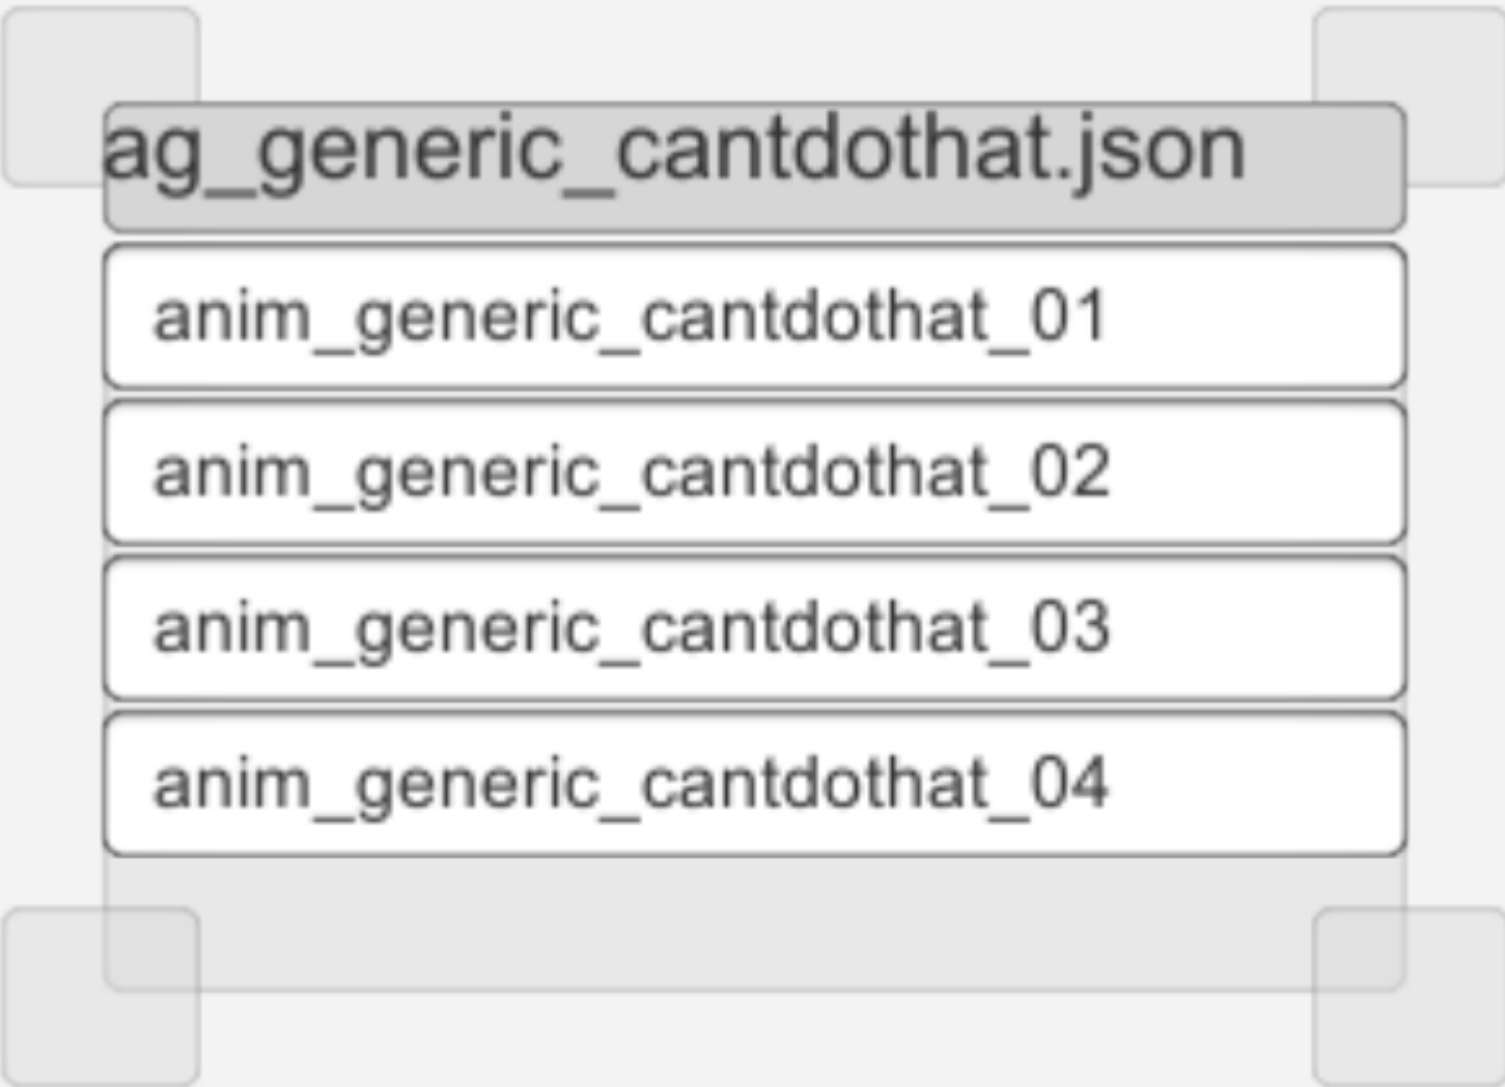 ag_generic_cantdothat.json
anim_generic_cantdothat_01
anim_generic_cantdothat_02
anim_generic_cantdothat_03
anim_generic_cantdothat_04